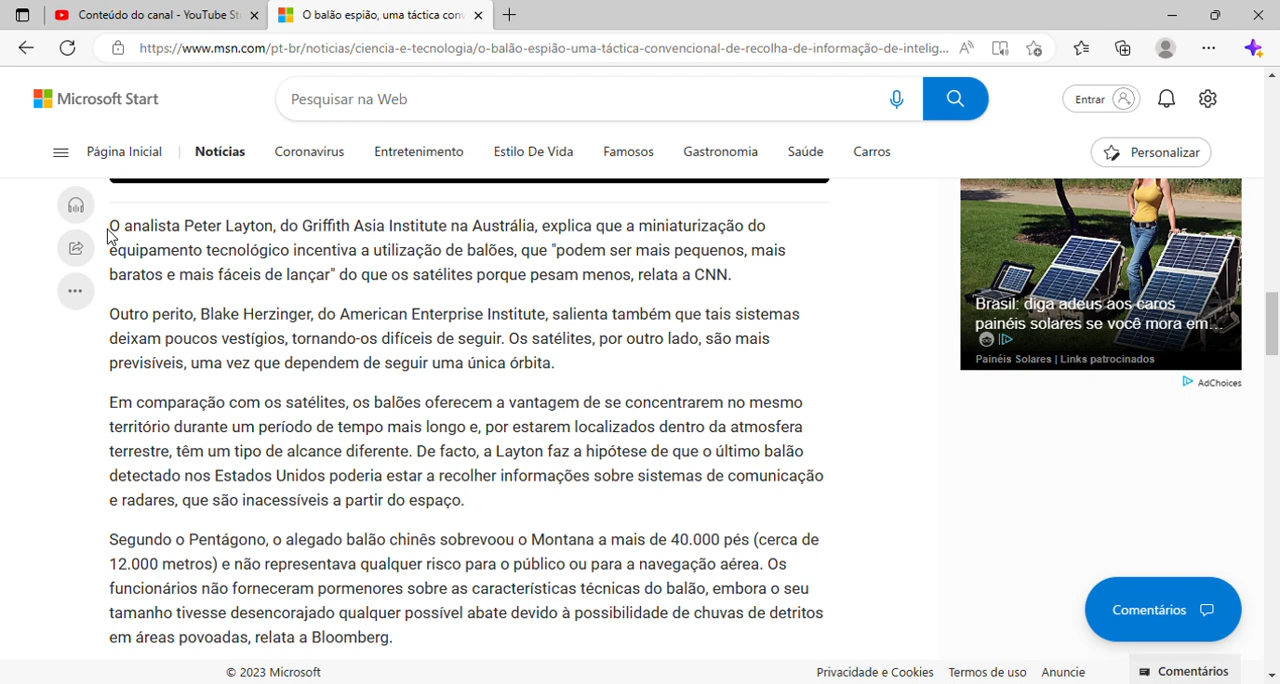 Conteúdo do canal - YouTube St
O balão espião, uma táctica conv
https://www.msn.com/pt-br/noticias/ciencia-e-tecnologia/o-balão-espião-uma-táctica-convencional-de-recolha-de-informação-de-intelig...
Microsoft Start
Pesquisar na Web
Entrar
Página Inicial
Notícias
Coronavírus
Entretenimento
Estilo De Vida
Famosos
Gastronomia
Saúde
Carros
Personalizar
O analista Peter Layton, do Griffith Asia Institute na Austrália, explica que a miniaturização do
equipamento tecnológico incentiva a utilização de balões, que "podem ser mais pequenos, mais
baratos e mais fáceis de lançar" do que os satélites porque pesam menos, relata a CNN.
Outro perito, Blake Herzinger, do American Enterprise Institute, salienta também que tais sistemas
deixam poucos vestígios, tornando-os difíceis de seguir. Os satélites, por outro lado, são mais
previsíveis, uma vez que dependem de seguir uma única órbita.
Em comparação com os satélites, os balões oferecem a vantagem de se concentrarem no mesmo
território durante um período de tempo mais longo e, por estarem localizados dentro da atmosfera
terrestre, têm um tipo de alcance diferente. De facto, a Layton faz a hipótese de que o último balão
detectado nos Estados Unidos poderia estar a recolher informações sobre sistemas de comunicação
e radares, que são inacessíveis a partir do espaço.
Segundo o Pentágono, o alegado balão chinês sobrevoou o Montana a mais de 40.000 pés (cerca de
12.000 metros) e não representava qualquer risco para o público ou para a navegação aérea. Os
funcionários não forneceram pormenores sobre as características técnicas do balão, embora o seu
tamanho tivesse desencorajado qualquer possível abate devido à possibilidade de chuvas de detritos
em áreas povoadas, relata a Bloomberg.
Brasil: diga adeus aos caros
painéis solares se você mora em...
Painéis Solares | Links patrocinados
AdChoices
Comentários
© 2023 Microsoft
Privacidade e Cookies
Termos de uso
Anuncie
Comentários